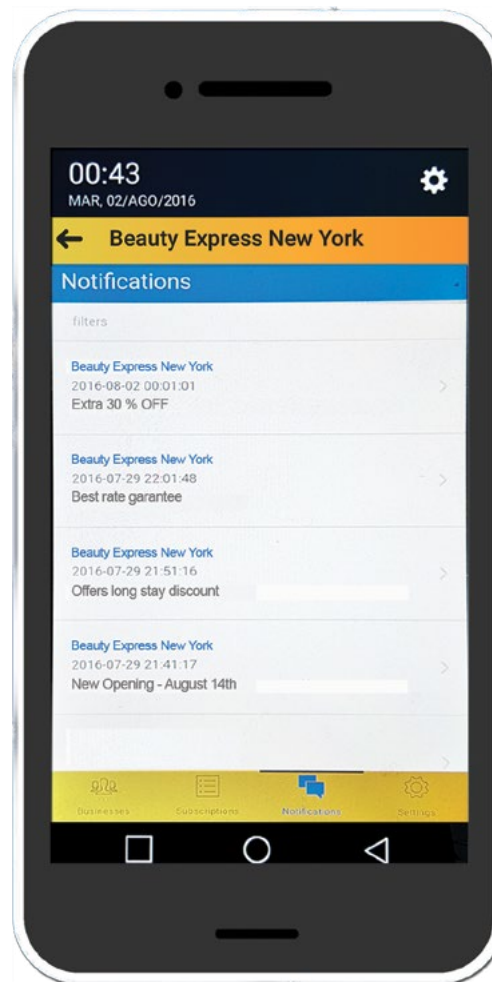 00:43
MAR, 02/AGO/2016
Beauty Express New York
Notifications
filters
Beauty Express New York
2016-08-02 00:01:01
Extra 30 % OFF
Beauty Express New York
2016-07-29 22:01:48
Best rate garantee
Beauty Express New York
2016-07-29 21:51:16
Offers long stay discount
Beauty Express New York
2016-07-29 21:41:17
New Opening - August 14th
Businesses Subscriptions Notifications Settings